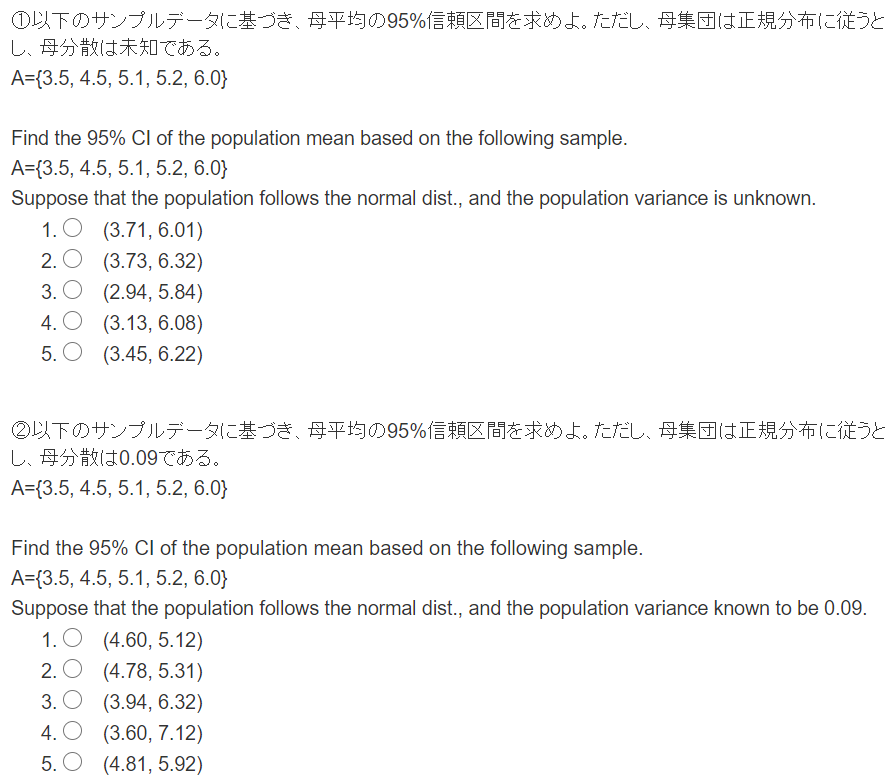 ①以下のサンプルデータに基づき、母平均の95%信頼区間を求めよ。ただし、母集団は正規分布に従うと
し、母分散は未知である。
A={3.5, 4.5, 5.1, 5.2, 6.0}
Find the 95% CI of the population mean based on the following sample.
A={3.5, 4.5, 5.1, 5.2, 6.0}
Suppose that the population follows the normal dist., and the population variance is unknown.
1. (3.71, 6.01)
2. (3.73, 6.32)
3. (2.94, 5.84)
4. (3.13, 6.08)
5. (3.45, 6.22)
②以下のサンプルデータに基づき、母平均の95%信頼区間を求めよ。ただし、母集団は正規分布に従うと
し、母分散は0.09である。
A={3.5, 4.5, 5.1, 5.2, 6.0}
Find the 95% CI of the population mean based on the following sample.
A={3.5, 4.5, 5.1, 5.2, 6.0}
Suppose that the population follows the normal dist., and the population variance known to be 0.09.
1. (4.60, 5.12)
2. (4.78, 5.31)
3. (3.94, 6.32)
4. (3.60, 7.12)
5. (4.81, 5.92)